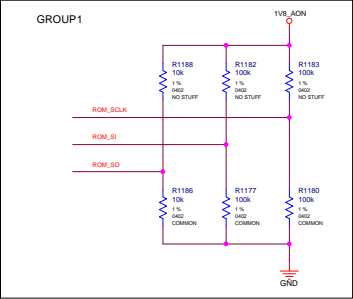 GROUP1
1V8_AON
R1188
10k
1 %
0402
NO STUFF
R1182
100k
1 %
0402
NO STUFF
R1183
100k
1 %
0402
NO STUFF
ROM_SCLK
ROM_SI
ROM_SO
R1186
10k
1 %
0402
COMMON
R1177
100k
1 %
0402
COMMON
R1180
100k
1 %
0402
COMMON
GND